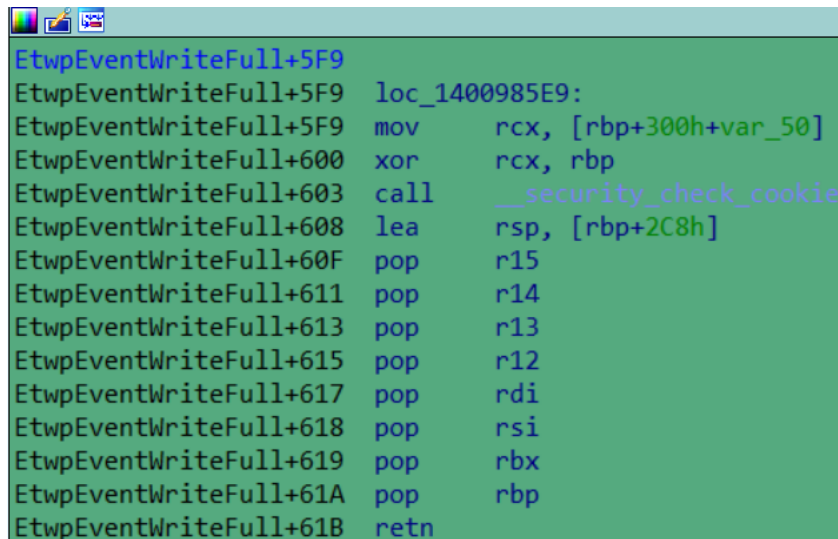 EtwpEventWriteFull+5F9
EtwpEventWriteFull+5F9 loc_1400985E9:
EtwpEventWriteFull+5F9 mov rcx, [rbp+300h+var_50]
EtwpEventWriteFull+600 xor rcx, rbp
EtwpEventWriteFull+603 call __security_check_cookie
EtwpEventWriteFull+608 lea rsp, [rbp+2C8h]
EtwpEventWriteFull+60F pop r15
EtwpEventWriteFull+611 pop r14
EtwpEventWriteFull+613 pop r13
EtwpEventWriteFull+615 pop r12
EtwpEventWriteFull+617 pop rdi
EtwpEventWriteFull+618 pop rsi
EtwpEventWriteFull+619 pop rbx
EtwpEventWriteFull+61A pop rbp
EtwpEventWriteFull+61B retn